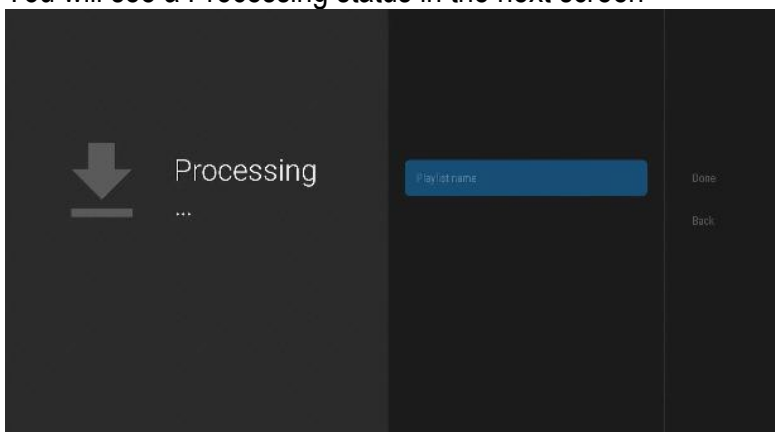 You will see a Processing status in the next screen
Processing
...
Playlist name
Done
Back